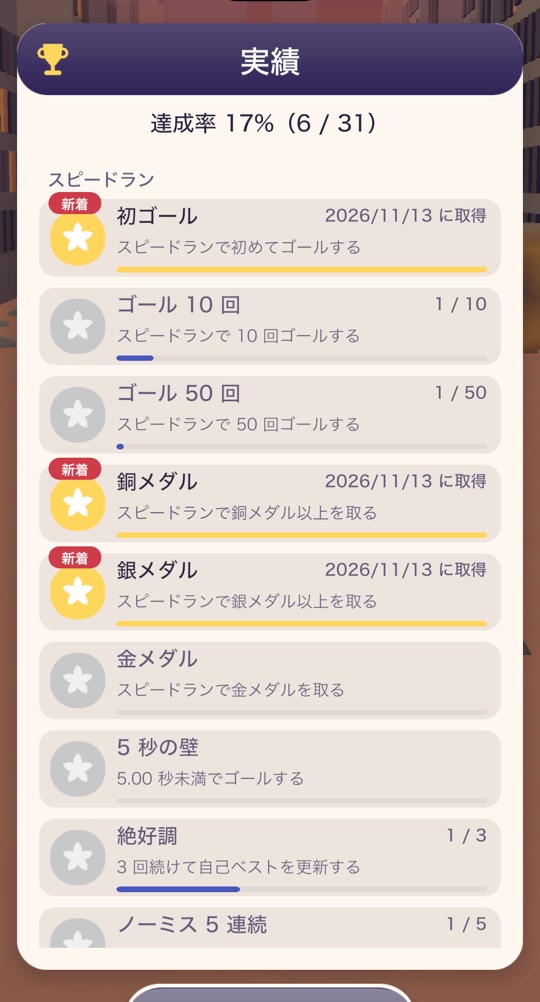 実績
達成率 17%（6 / 31）
スピードラン
新着
初ゴール 2026/11/13 に取得
スピードランで初めてゴールする
ゴール 10 回 1 / 10
スピードランで 10 回ゴールする
ゴール 50 回 1 / 50
スピードランで 50 回ゴールする
新着
銅メダル 2026/11/13 に取得
スピードランで銅メダル以上を取る
新着
銀メダル 2026/11/13 に取得
スピードランで銀メダル以上を取る
金メダル
スピードランで金メダルを取る
5 秒の壁
5.00 秒未満でゴールする
絶好調 1 / 3
3 回続けて自己ベストを更新する
ノーミス 5 連続 1 / 5